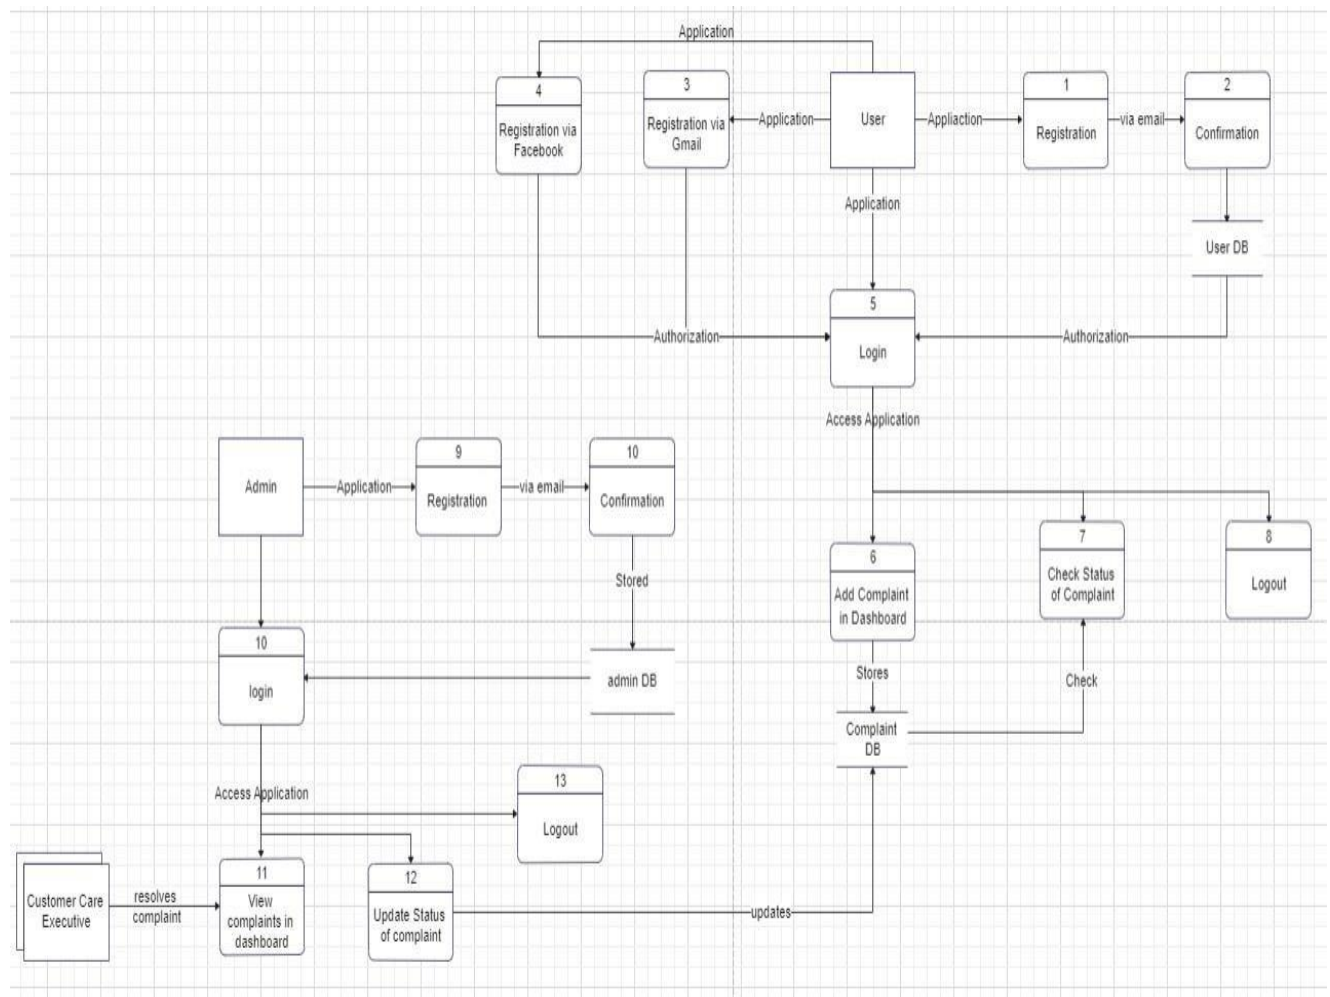 Application
4
Registration via
Facebook
3
Registration via
Gmail
Application
User
Appliaction
1
Registration
via email
2
Confirmation
Application
User DB
5
Login
Authorization
Authorization
Access Application
Admin
Application
9
Registration
via email
10
Confirmation
Stored
admin DB
10
login
6
Add Complaint
in Dashboard
7
Check Status
of Complaint
8
Logout
Stores
Check
Complaint
DB
Access Application
13
Logout
Customer Care
Executive
resolves
complaint
11
View
complaints in
dashboard
12
Update Status
of complaint
updates